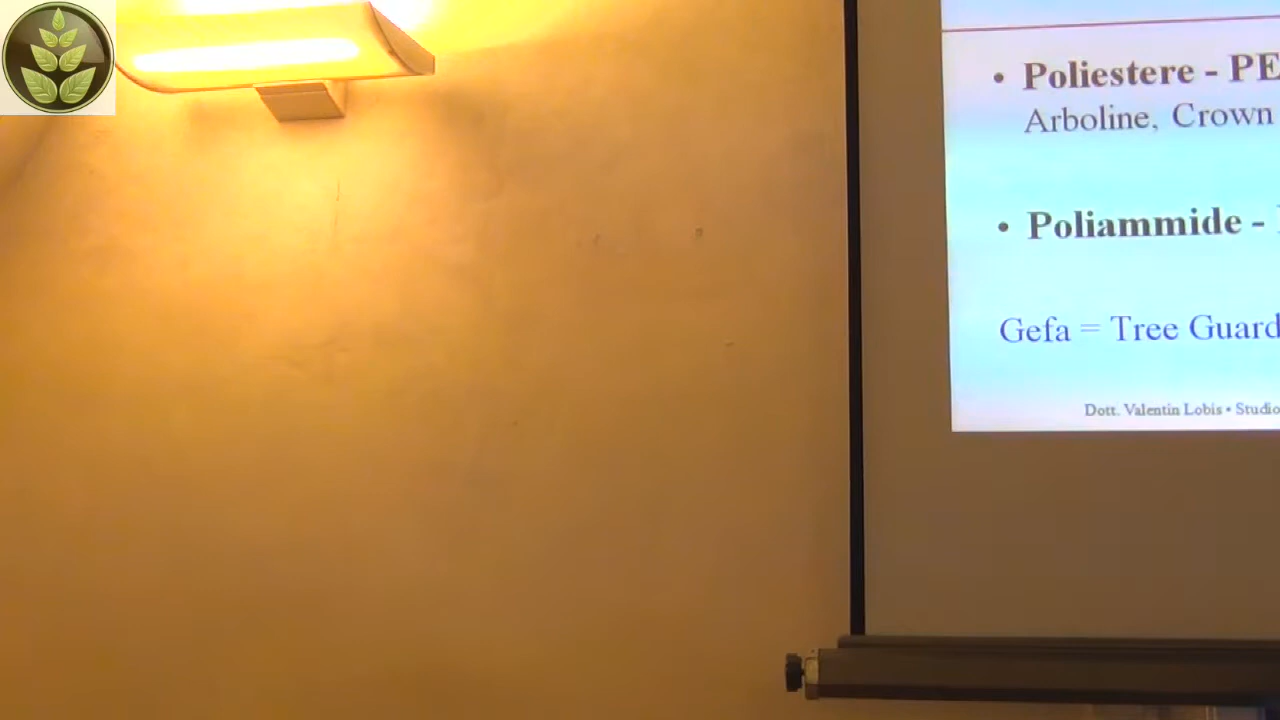 • Poliestere - PE
Arboline, Crown
• Poliammide -
Gefa = Tree Guard
Dott. Valentin Lobis • Studio